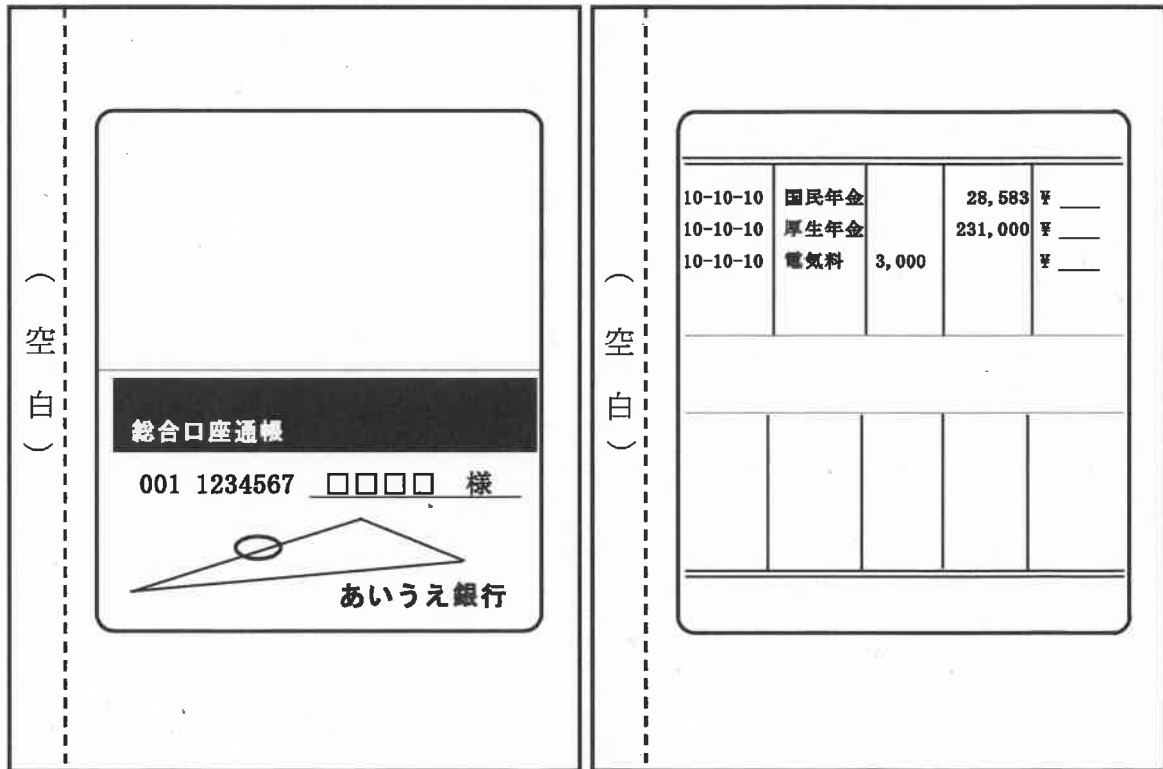 （空白）
総合口座通帳
001 1234567 □□□□ 様
あいうえ銀行
（空白）
10-10-10 国民年金 28,583 ¥
10-10-10 厚生年金 231,000 ¥
10-10-10 電気料 3,000 ¥